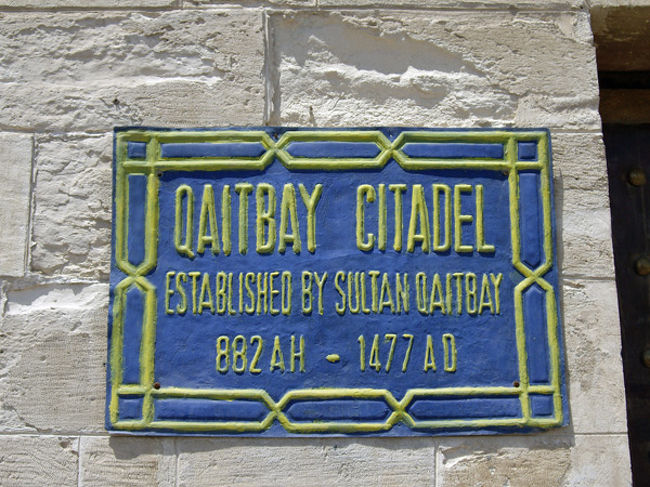 QAITBAY CITADEL
ESTABLISHED BY SULTAN QAITBAY
882 AH - 1477 AD